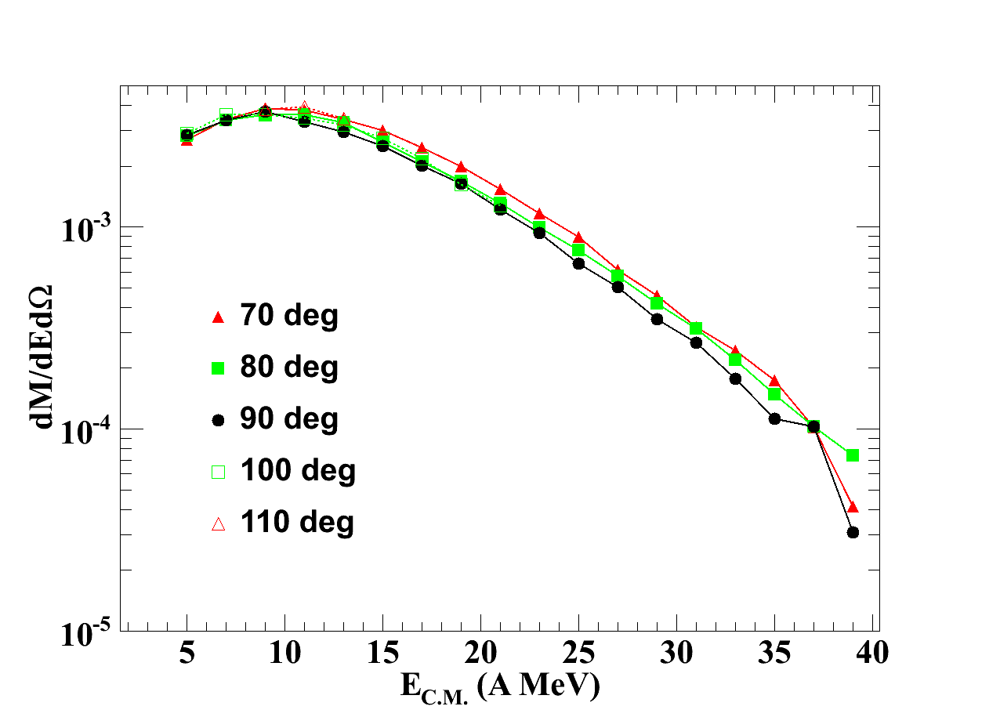 dM/dEdΩ
10⁻³
10⁻⁴
10⁻⁵
70 deg
80 deg
90 deg
100 deg
110 deg
5 10 15 20 25 30 35 40
E_C.M. (A MeV)